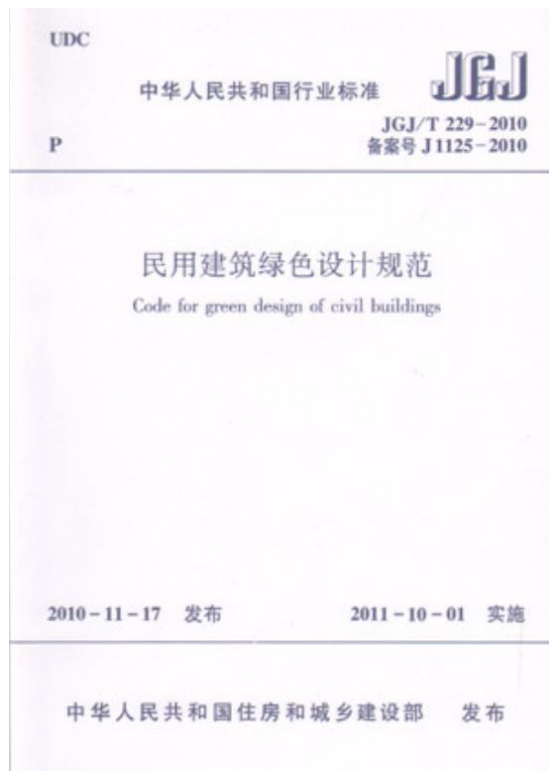 UDC
中华人民共和国行业标准
JGJ
JGJ/T 229-2010
P
备案号 J 1125-2010
民用建筑绿色设计规范
Code for green design of civil buildings
2010-11-17 发布
2011-10-01 实施
中华人民共和国住房和城乡建设部 发布